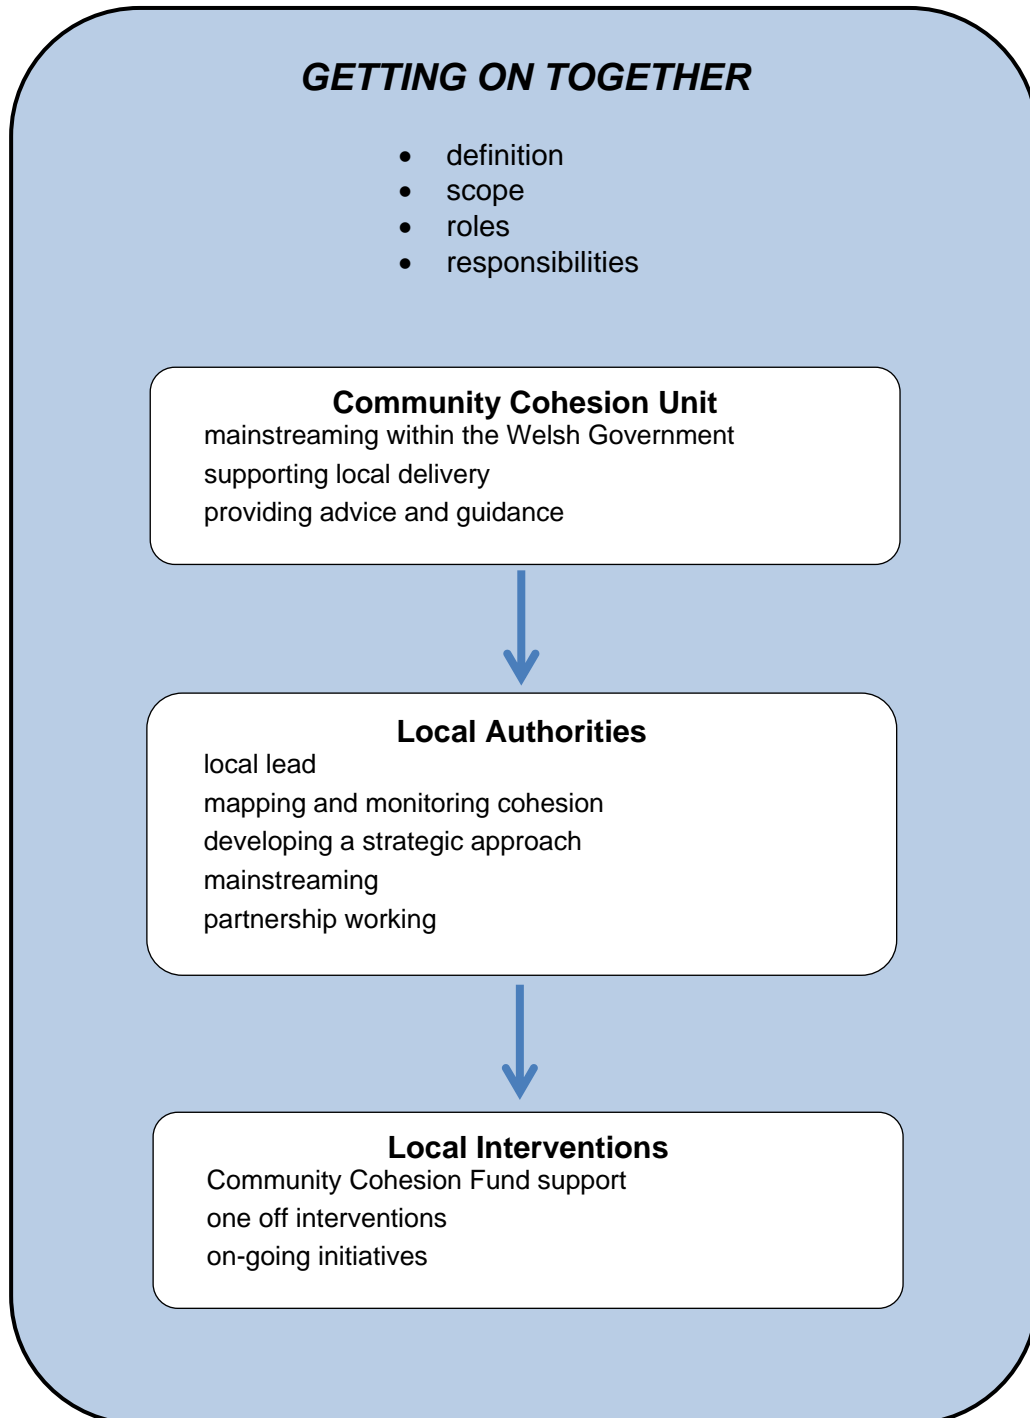 GETTING ON TOGETHER
• definition
• scope
• roles
• responsibilities
Community Cohesion Unit
mainstreaming within the Welsh Government
supporting local delivery
providing advice and guidance
Local Authorities
local lead
mapping and monitoring cohesion
developing a strategic approach
mainstreaming
partnership working
Local Interventions
Community Cohesion Fund support
one off interventions
on-going initiatives